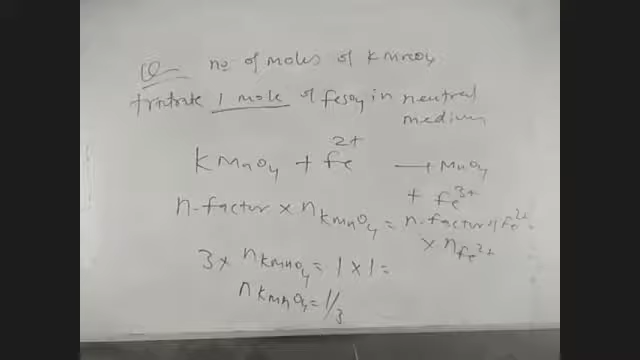 Q no of moles of KMnO4
titrate 1 mole of FeSO4 in neutral medium
KMnO4 + Fe2+ → MnO4 + Fe3+
n-factor × nKMnO4 = n-factor of Fe2+ × nFe2+
3 × nKMnO4 = 1 × 1 =
nKMnO4 = 1/3